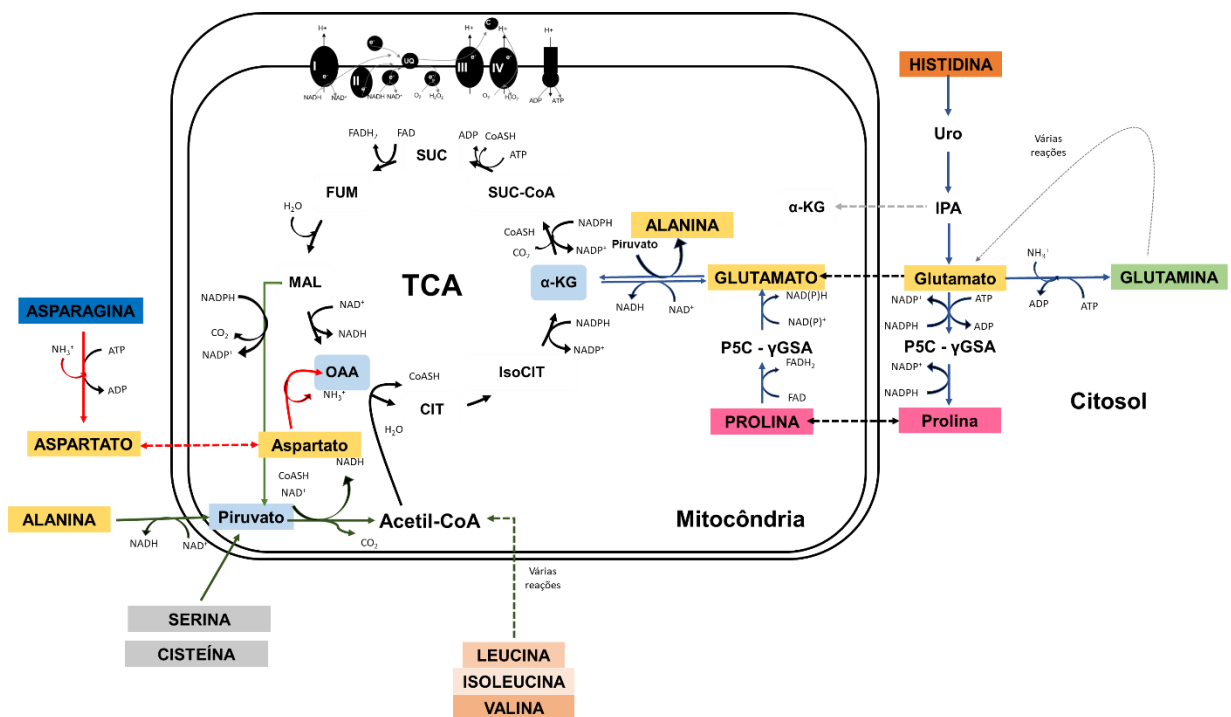 H+
H+
H+
H+
C
e⁻
I
UQ
III
IV
e⁻
II
e⁻
NADH
NAD⁺
NADH
NAD⁺
O₂
H₂O₂
O₂
H₂O
ADP
ATP
FADH₂
FAD
SUC
ADP
CoASH
ATP
FUM
SUC-CoA
H₂O
MAL
TCA
NADPH
CO₂
NADP⁺
NAD⁺
NADH
OAA
NH₃⁺
CoASH
CIT
H₂O
IsoCIT
NADPH
NADP⁺
CoASH
CO₂
NADPH
NADP⁺
α-KG
Piruvato
ALANINA
NADH
NAD⁺
GLUTAMATO
NAD(P)H
NAD(P)⁺
P5C - γGSA
FADH₂
FAD
PROLINA
Mitocôndria
ASPARAGINA
NH₃⁺
ATP
ADP
ASPARTATO
Aspartato
ALANINA
NADH
NAD⁺
Piruvato
CoASH
NAD⁺
NADH
CO₂
Acetil-CoA
SERINA
CISTEÍNA
Várias
reações
LEUCINA
ISOLEUCINA
VALINA
HISTIDINA
Uro
IPA
α-KG
Várias
reações
Glutamato
NH₃⁺
ADP
ATP
GLUTAMINA
NADP⁺
NADPH
ATP
ADP
P5C - γGSA
NADP⁺
NADPH
Prolina
Citosol